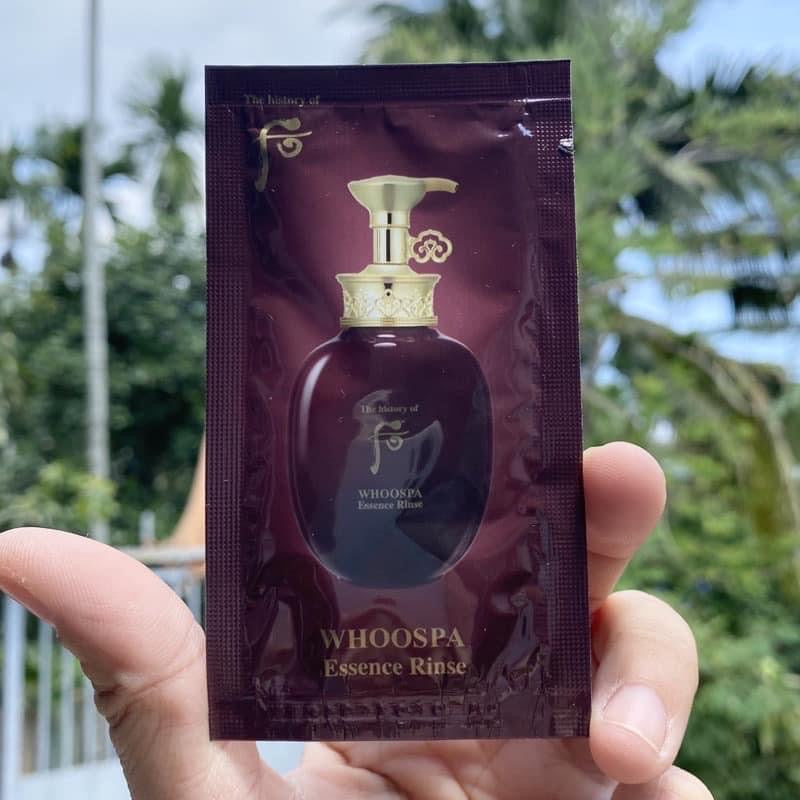 The history of
后
The history of
后
WHOOSPA
Essence Rinse
WHOOSPA
Essence Rinse